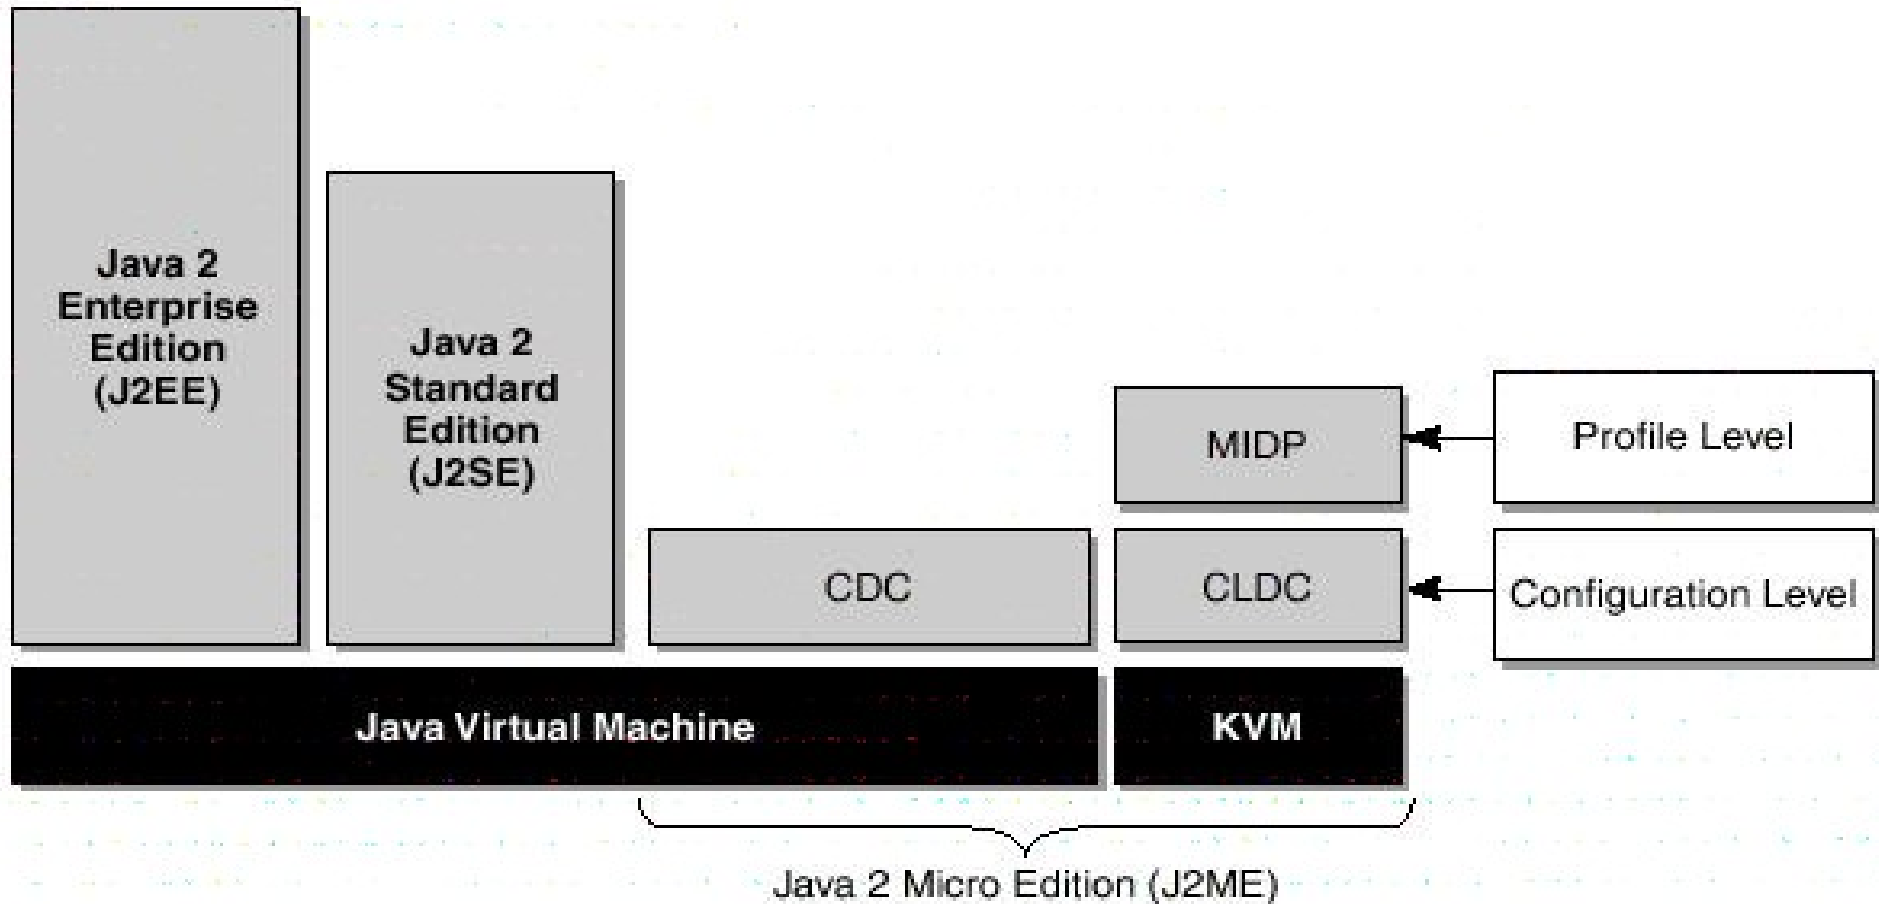 Java 2
Enterprise
Edition
(J2EE)
Java 2
Standard
Edition
(J2SE)
MIDP
Profile Level
CDC
CLDC
Configuration Level
Java Virtual Machine
KVM
Java 2 Micro Edition (J2ME)